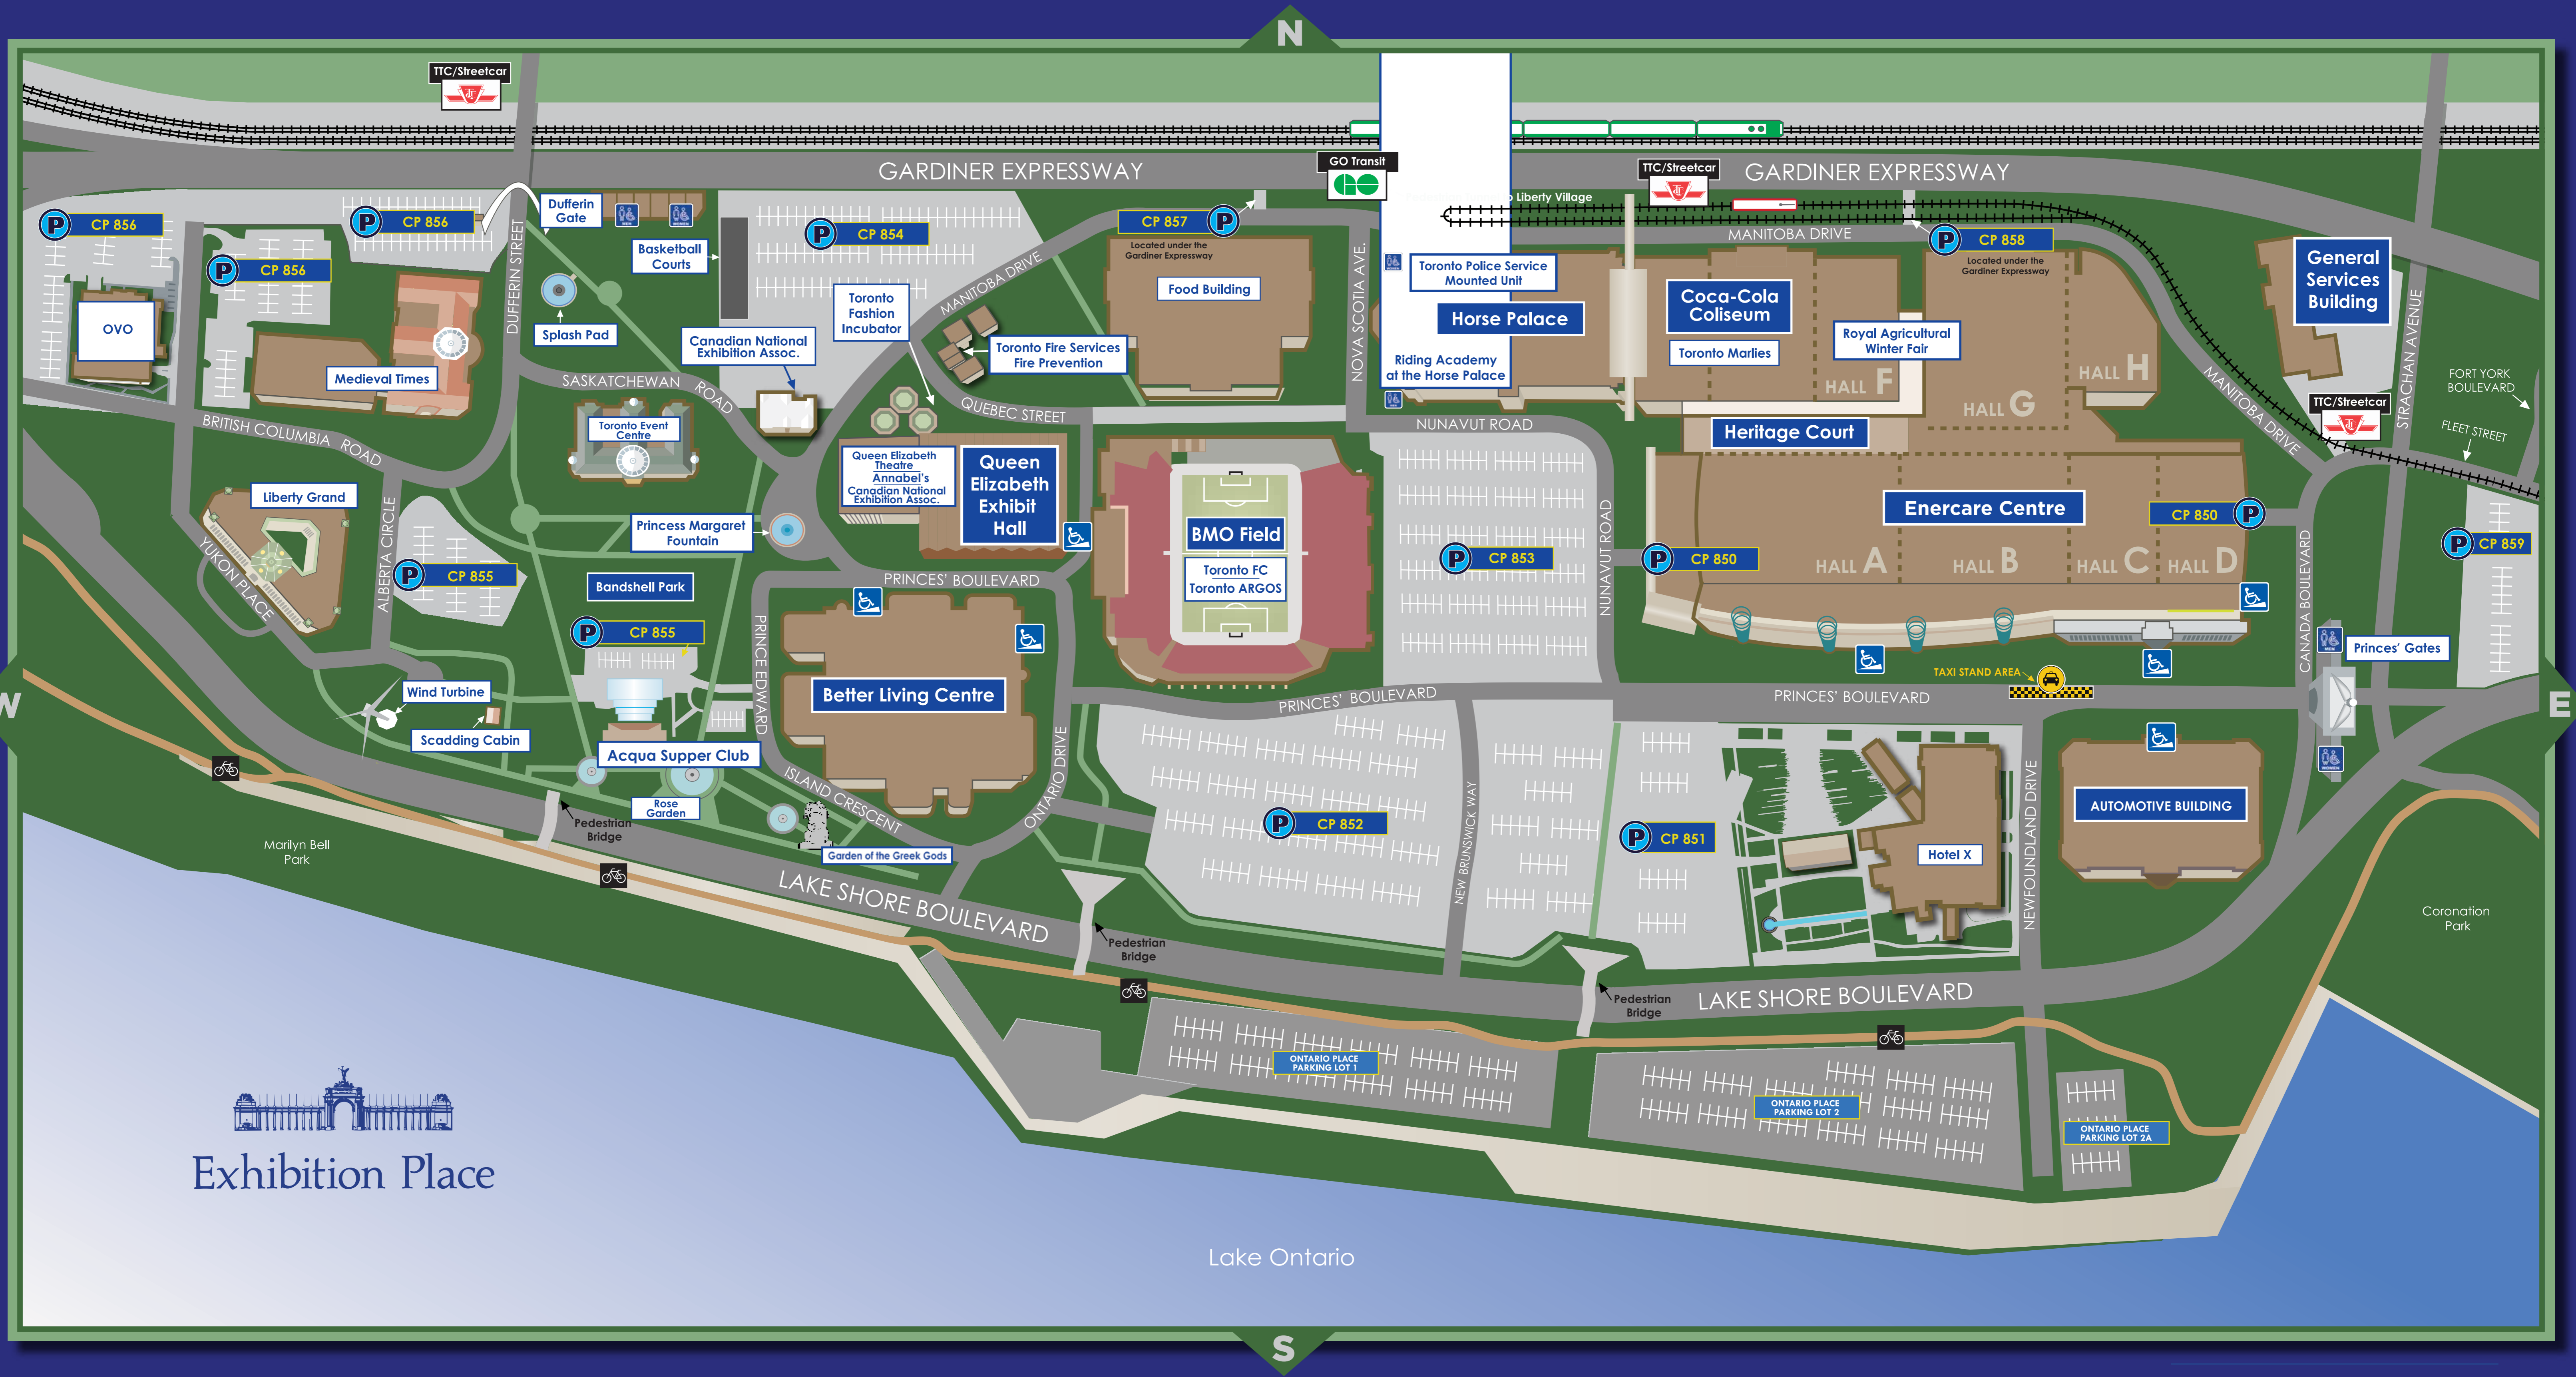 N
TTC/Streetcar
GARDINER EXPRESSWAY
GO Transit
GO
TTC/Streetcar
GARDINER EXPRESSWAY
Liberty Village
P CP 856
P CP 856
P CP 856
Dufferin
Gate
MEN
WOMEN
Basketball
Courts
P CP 854
CP 857 P
Located under the
Gardiner Expressway
Food Building
MANITOBA DRIVE
P CP 858
Located under the
Gardiner Expressway
General
Services
Building
OVO
DUFFERIN STREET
Splash Pad
Toronto
Fashion
Incubator
MANITOBA DRIVE
Canadian National
Exhibition Assoc.
Toronto Fire Services
Fire Prevention
NOVA SCOTIA AVE.
Toronto Police Service
Mounted Unit
Horse Palace
Riding Academy
at the Horse Palace
Coca-Cola
Coliseum
Toronto Marlies
Royal Agricultural
Winter Fair
HALL F
HALL G
HALL H
MANITOBA DRIVE
STRACHAN AVENUE
FORT YORK
BOULEVARD
TTC/Streetcar
FLEET STREET
Medieval Times
SASKATCHEWAN ROAD
QUEBEC STREET
NUNAVUT ROAD
Heritage Court
BRITISH COLUMBIA ROAD
Toronto Event
Centre
Queen Elizabeth
Theatre
Annabel's
Canadian National
Exhibition Assoc.
Queen
Elizabeth
Exhibit
Hall
Liberty Grand
ALBERTA CIRCLE
YUKON PLACE
Princess Margaret
Fountain
BMO Field
Toronto FC
Toronto ARGOS
P CP 853
NUNAVUT ROAD
P CP 850
Enercare Centre
CP 850 P
HALL A
HALL B
HALL C
HALL D
CANADA BOULEVARD
P CP 859
P CP 855
Bandshell Park
P CP 855
PRINCES' BOULEVARD
PRINCE EDWARD
ISLAND CRESCENT
MEN
Princes' Gates
W
E
Wind Turbine
Scadding Cabin
Better Living Centre
PRINCES' BOULEVARD
TAXI STAND AREA
PRINCES' BOULEVARD
WOMEN
Acqua Supper Club
Rose
Garden
Pedestrian
Bridge
Garden of the Greek Gods
ONTARIO DRIVE
P CP 852
NEW BRUNSWICK WAY
P CP 851
Hotel X
NEWFOUNDLAND DRIVE
AUTOMOTIVE BUILDING
Marilyn Bell
Park
Coronation
Park
LAKE SHORE BOULEVARD
Pedestrian
Bridge
Pedestrian
Bridge
LAKE SHORE BOULEVARD
ONTARIO PLACE
PARKING LOT 1
ONTARIO PLACE
PARKING LOT 2
ONTARIO PLACE
PARKING LOT 2A
Exhibition Place
Lake Ontario
S